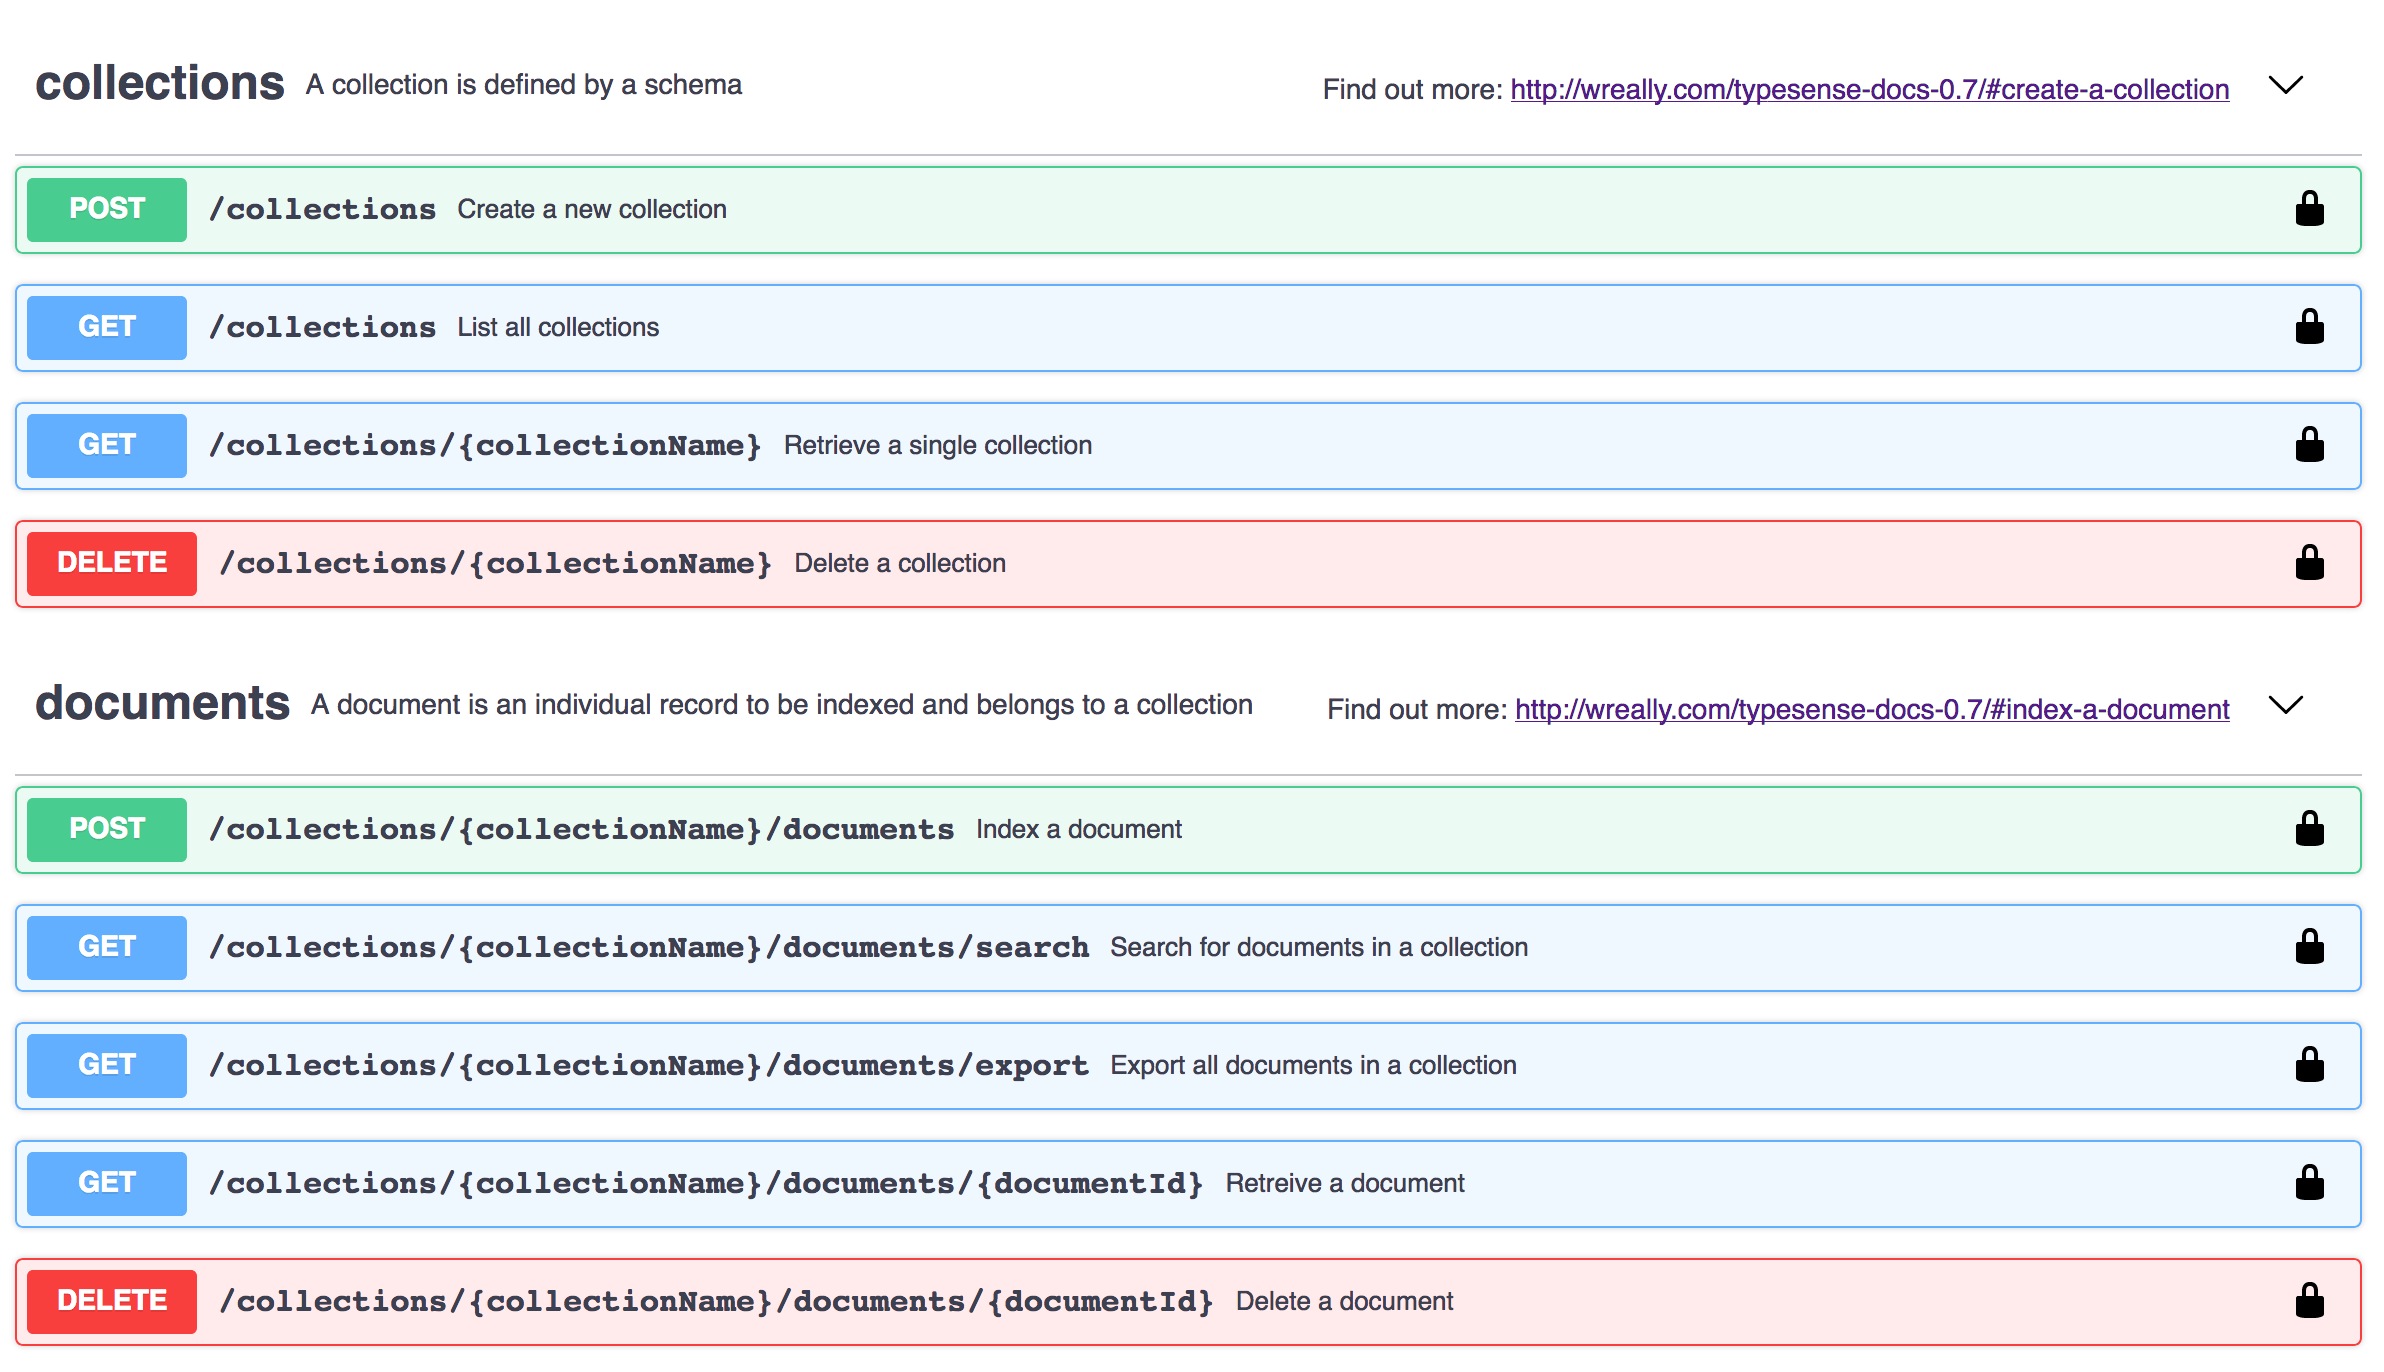 collections A collection is defined by a schema Find out more: http://wreally.com/typesense-docs-0.7/#create-a-collection
POST /collections Create a new collection
GET /collections List all collections
GET /collections/{collectionName} Retrieve a single collection
DELETE /collections/{collectionName} Delete a collection
documents A document is an individual record to be indexed and belongs to a collection Find out more: http://wreally.com/typesense-docs-0.7/#index-a-document
POST /collections/{collectionName}/documents Index a document
GET /collections/{collectionName}/documents/search Search for documents in a collection
GET /collections/{collectionName}/documents/export Export all documents in a collection
GET /collections/{collectionName}/documents/{documentId} Retreive a document
DELETE /collections/{collectionName}/documents/{documentId} Delete a document